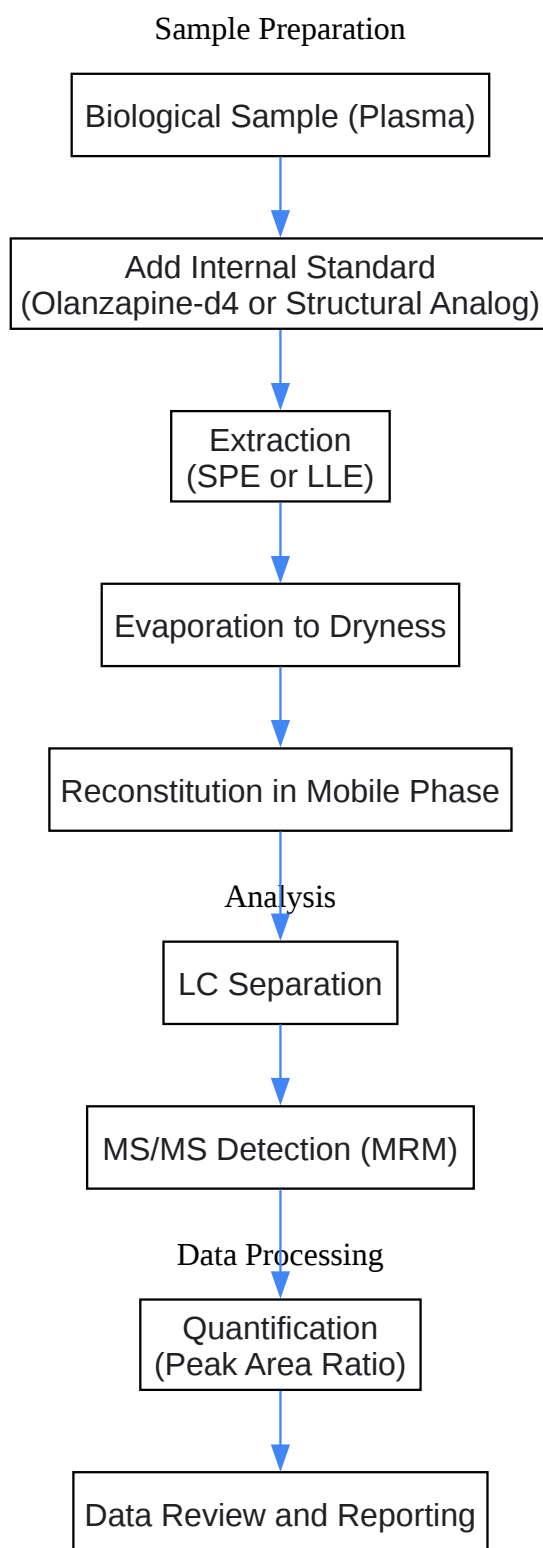 Sample Preparation
Biological Sample (Plasma)
Add Internal Standard
(Olanzapine-d4 or Structural Analog)
Extraction
(SPE or LLE)
Evaporation to Dryness
Reconstitution in Mobile Phase
Analysis
LC Separation
MS/MS Detection (MRM)
Data Processing
Quantification
(Peak Area Ratio)
Data Review and Reporting